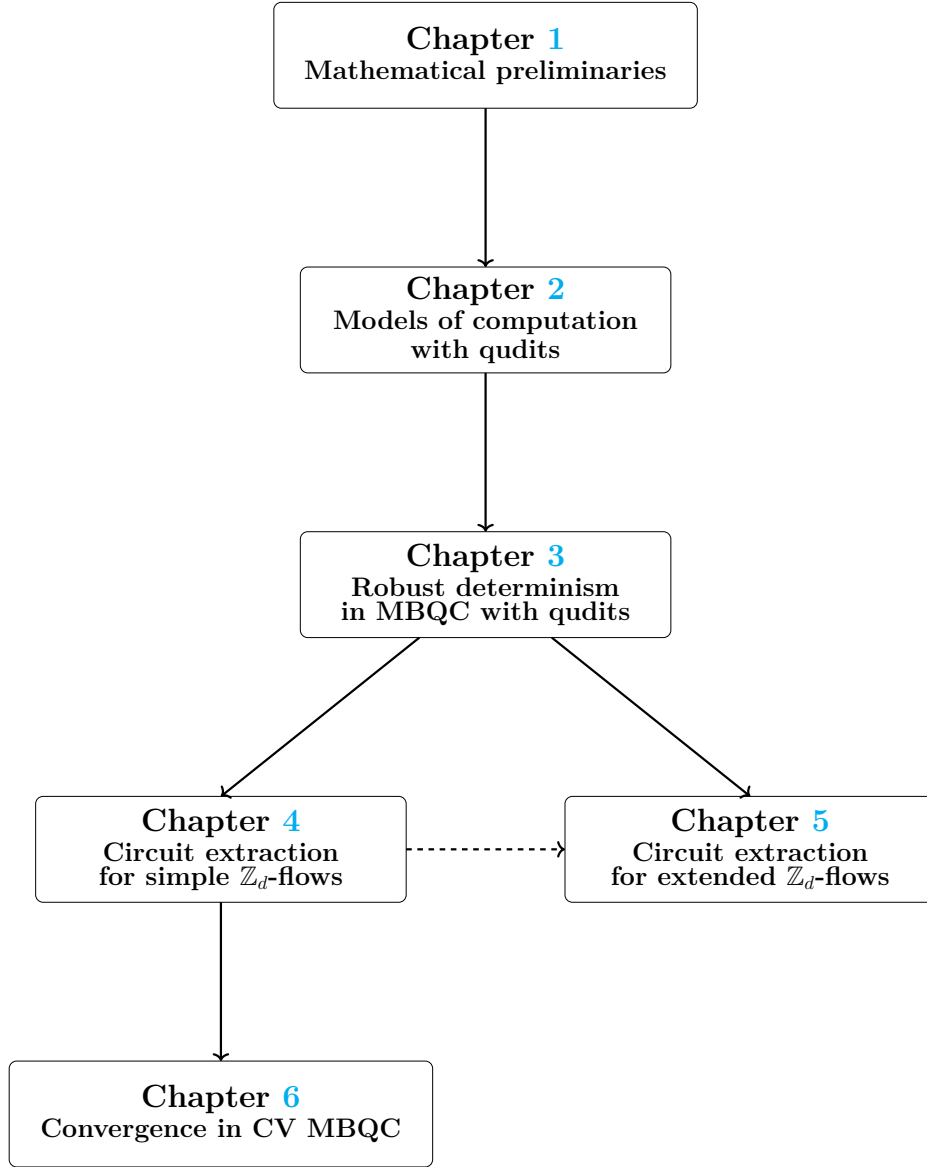 Chapter 1
Mathematical preliminaries
Chapter 2
Models of computation
with qudits
Chapter 3
Robust determinism
in MBQC with qudits
Chapter 4
Circuit extraction
for simple ℤ_d-flows
Chapter 5
Circuit extraction
for extended ℤ_d-flows
Chapter 6
Convergence in CV MBQC